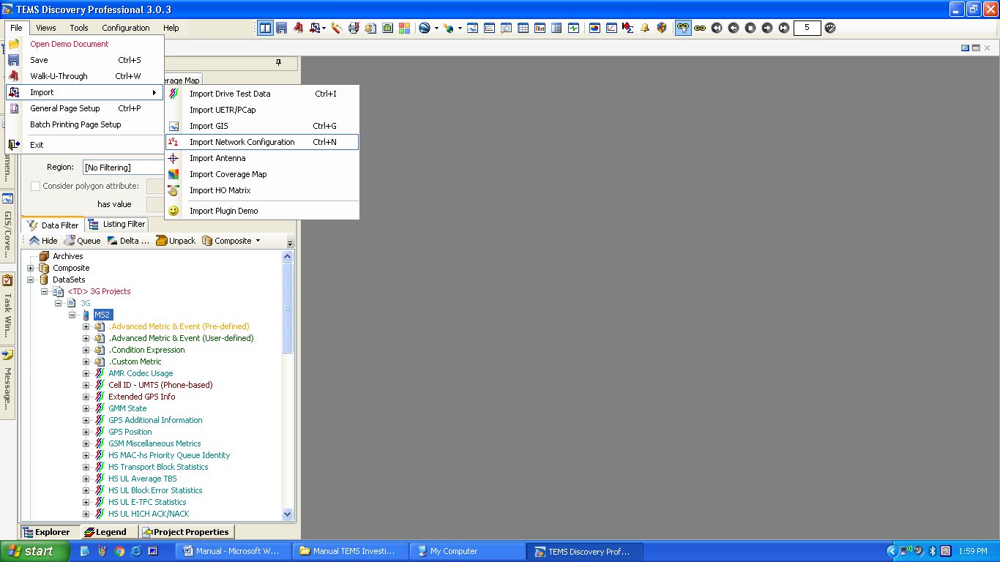 TEMS Discovery Professional 3.0.3
File Views Tools Configuration Help
5
Open Demo Document
Save Ctrl+S
Walk-U-Through Ctrl+W
Import
General Page Setup Ctrl+P
Batch Printing Page Setup
Exit
erage Map
Import Drive Test Data Ctrl+I
Import UETR/PCap
Import GIS Ctrl+G
Import Network Configuration Ctrl+N
Import Antenna
Import Coverage Map
Import HO Matrix
Import Plugin Demo
Region: [No Filtering]
Consider polygon attribute:
has value
Data Filter Listing Filter
Hide Queue Delta ... Unpack Composite
Archives
Composite
DataSets
<TD> 3G Projects
3G
MS2
.Advanced Metric & Event (Pre-defined)
.Advanced Metric & Event (User-defined)
.Condition Expression
.Custom Metric
AMR Codec Usage
Cell ID - UMTS (Phone-based)
Extended GPS Info
GMM State
GPS Additional Information
GPS Position
GSM Miscellaneous Metrics
HS MAC-hs Priority Queue Identity
HS Transport Block Statistics
HS UL Average TBS
HS UL Block Error Statistics
HS UL E-TFC Statistics
HS UL HICH ACK/NACK
GIS/Cove...
Task Win...
Message...
Explorer Legend Project Properties
start
Manual - Microsoft W...
Manual TEMS Investi...
My Computer
TEMS Discovery Prof...
1:59 PM